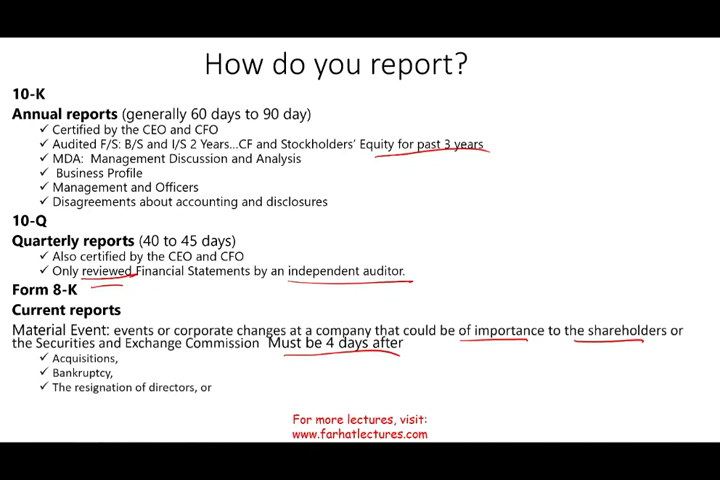 How do you report?
10-K
Annual reports (generally 60 days to 90 day)
✓ Certified by the CEO and CFO
✓ Audited F/S: B/S and I/S 2 Years...CF and Stockholders' Equity for past 3 years
✓ MDA: Management Discussion and Analysis
✓ Business Profile
✓ Management and Officers
✓ Disagreements about accounting and disclosures
10-Q
Quarterly reports (40 to 45 days)
✓ Also certified by the CEO and CFO
✓ Only reviewed Financial Statements by an independent auditor.
Form 8-K
Current reports
Material Event: events or corporate changes at a company that could be of importance to the shareholders or
the Securities and Exchange Commission Must be 4 days after
✓ Acquisitions,
✓ Bankruptcy,
✓ The resignation of directors, or
For more lectures, visit:
www.farhatlectures.com